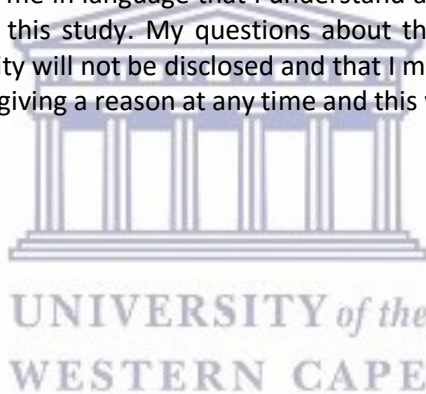 me in language that I understand a
this study. My questions about th
ity will not be disclosed and that I m
giving a reason at any time and this
UNIVERSITY of the
WESTERN CAPE